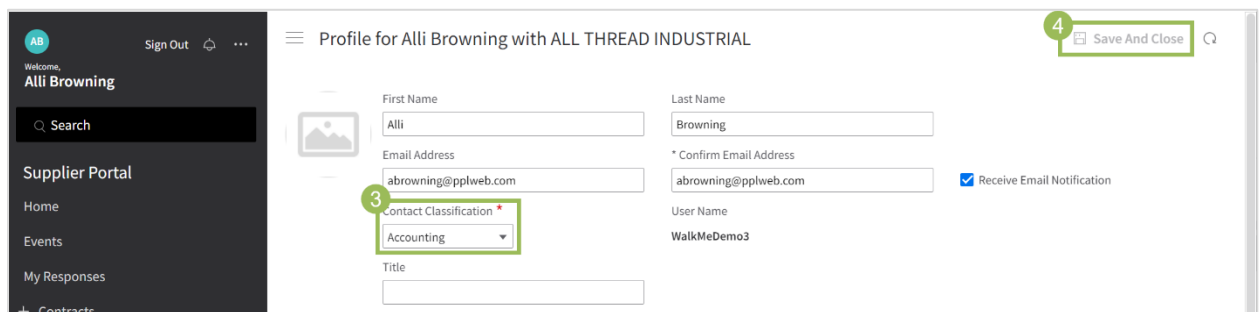 AB
Sign Out
Welcome,
Alli Browning
Search
Supplier Portal
Home
Events
My Responses
+ Contracts
Profile for Alli Browning with ALL THREAD INDUSTRIAL
4
Save And Close
First Name
Alli
Last Name
Browning
Email Address
abrowning@pplweb.com
* Confirm Email Address
abrowning@pplweb.com
Receive Email Notification
3
Contact Classification *
Accounting
User Name
WalkMeDemo3
Title